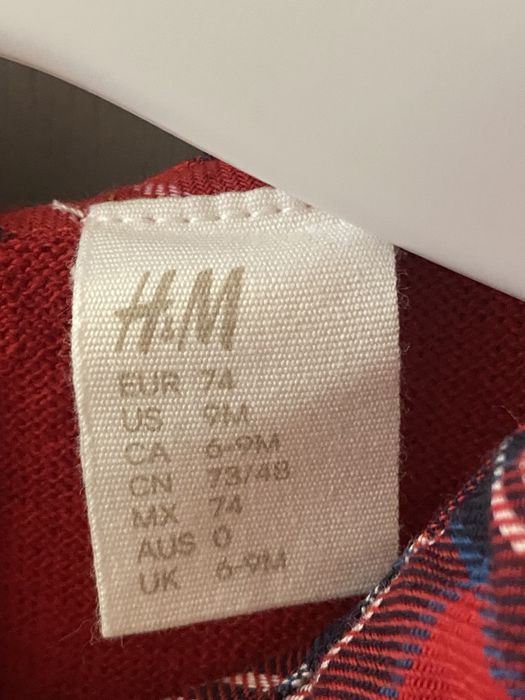 H&M
EUR 74
US 9M
CA 6-9M
CN 73/48
MX 74
AUS 0
UK 6-9M